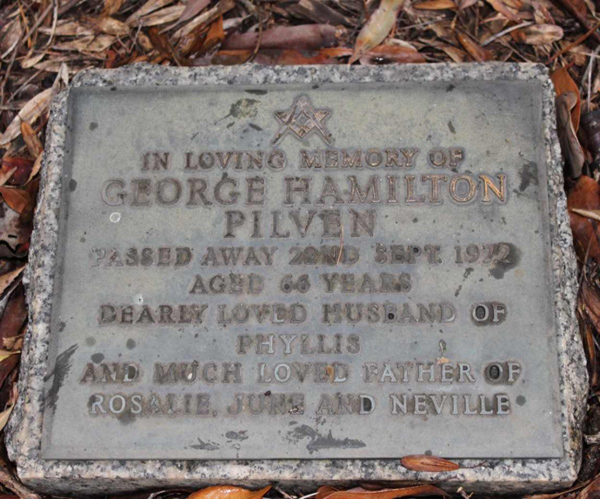 IN LOVING MEMORY OF
GEORGE HAMILTON
PILVEN
PASSED AWAY 22ND SEPT. 1972
AGED 66 YEARS
DEARLY LOVED HUSBAND OF
PHYLLIS
AND MUCH LOVED FATHER OF
ROSALIE, JUNE AND NEVILLE